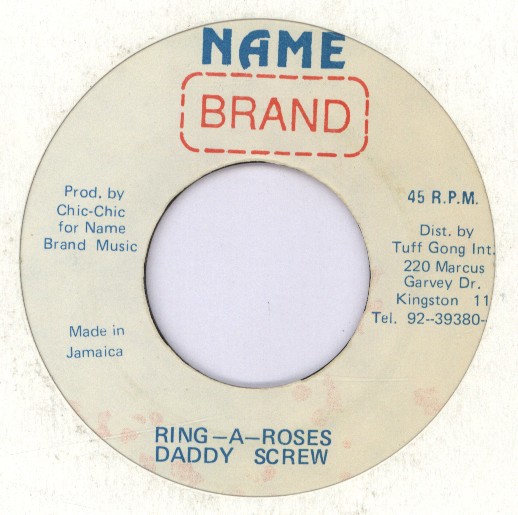 NAME
BRAND
Prod. by
Chic-Chic
for Name
Brand Music
Made in
Jamaica
45 R.P.M.
Dist. by
Tuff Gong Int.
220 Marcus
Garvey Dr.
Kingston 11
Tel. 92--39380-
RING-A-ROSES
DADDY SCREW